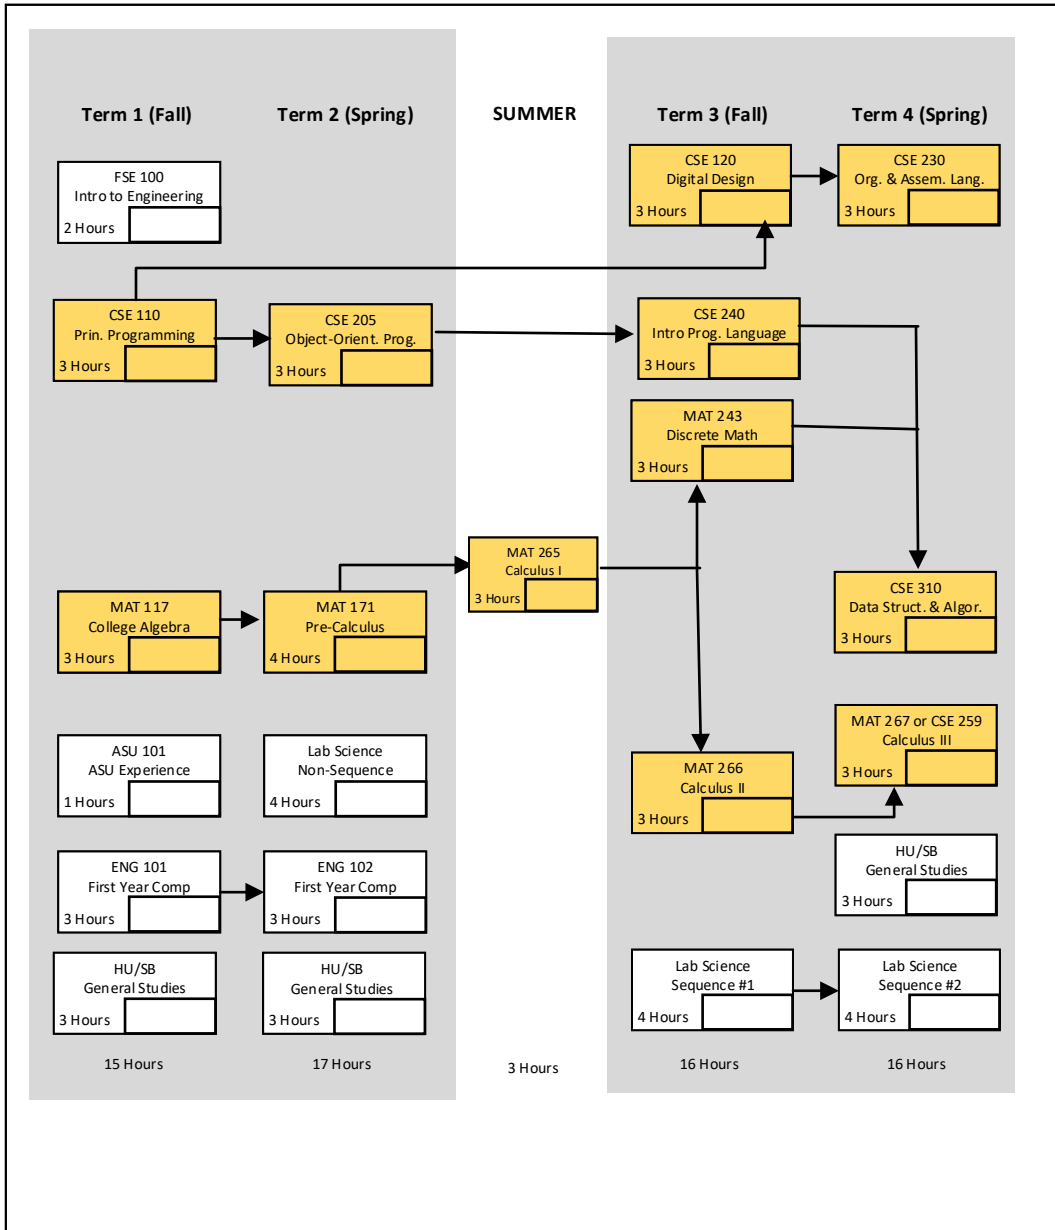 Term 1 (Fall)
Term 2 (Spring)
SUMMER
Term 3 (Fall)
Term 4 (Spring)
FSE 100
Intro to Engineering
2 Hours
CSE 120
Digital Design
3 Hours
CSE 230
Org. & Assem. Lang.
3 Hours
CSE 110
Prin. Programming
3 Hours
CSE 205
Object-Orient. Prog.
3 Hours
CSE 240
Intro Prog. Language
3 Hours
MAT 243
Discrete Math
3 Hours
MAT 265
Calculus I
3 Hours
MAT 117
College Algebra
3 Hours
MAT 171
Pre-Calculus
4 Hours
CSE 310
Data Struct. & Algor.
3 Hours
ASU 101
ASU Experience
1 Hours
Lab Science
Non-Sequence
4 Hours
MAT 266
Calculus II
3 Hours
MAT 267 or CSE 259
Calculus III
3 Hours
ENG 101
First Year Comp
3 Hours
ENG 102
First Year Comp
3 Hours
HU/SB
General Studies
3 Hours
HU/SB
General Studies
3 Hours
HU/SB
General Studies
3 Hours
Lab Science
Sequence #1
4 Hours
Lab Science
Sequence #2
4 Hours
15 Hours
17 Hours
3 Hours
16 Hours
16 Hours